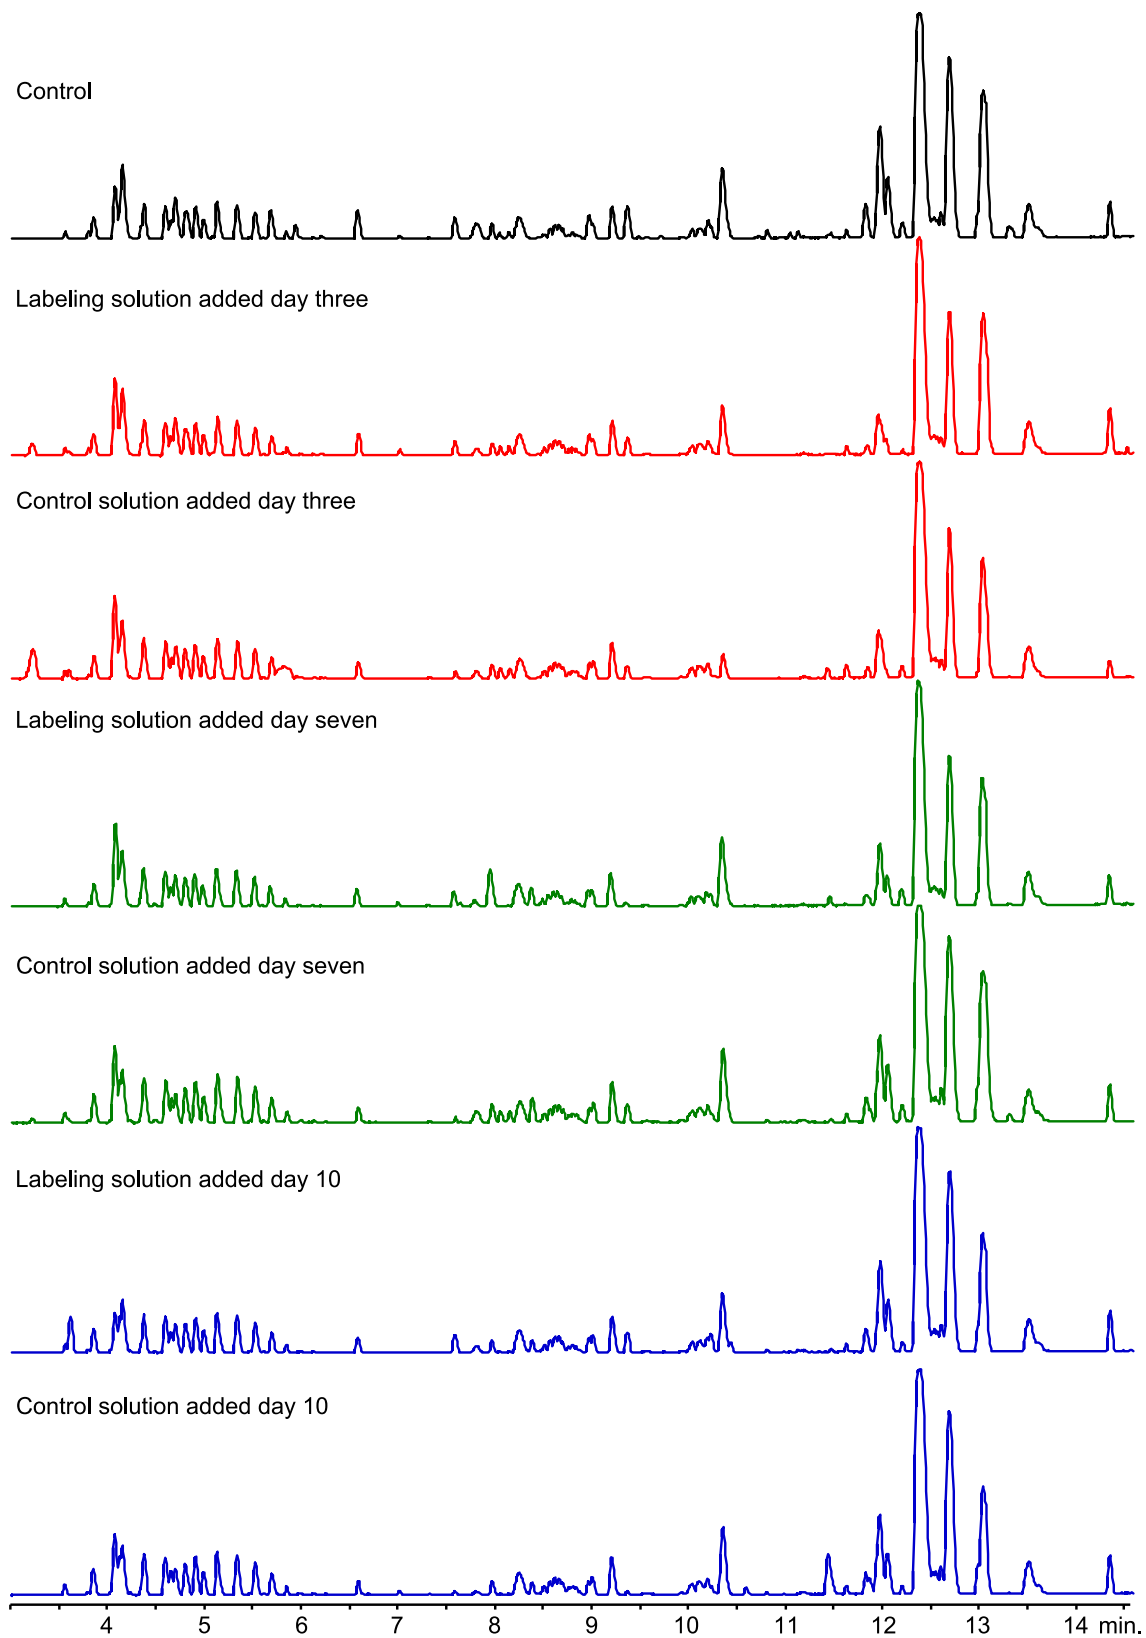 Control
Labeling solution added day three
Control solution added day three
Labeling solution added day seven
Control solution added day seven
Labeling solution added day 10
Control solution added day 10
4 5 6 7 8 9 10 11 12 13 14 min.